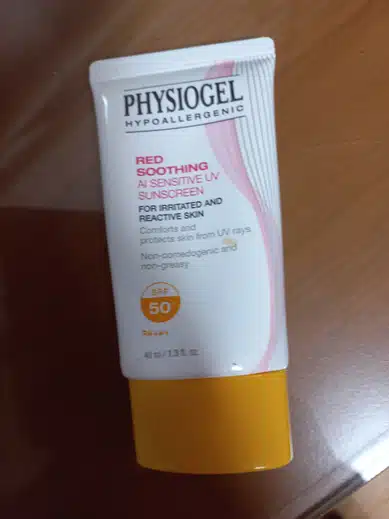 PHYSIOGEL
HYPOALLERGENIC
RED
SOOTHING
AI SENSITIVE UV
SUNSCREEN
FOR IRRITATED AND
REACTIVE SKIN
Comforts and
protects skin from UV rays
Non-comedogenic and
non-greasy
SPF
50
40 ml / 1.3 fl. oz.